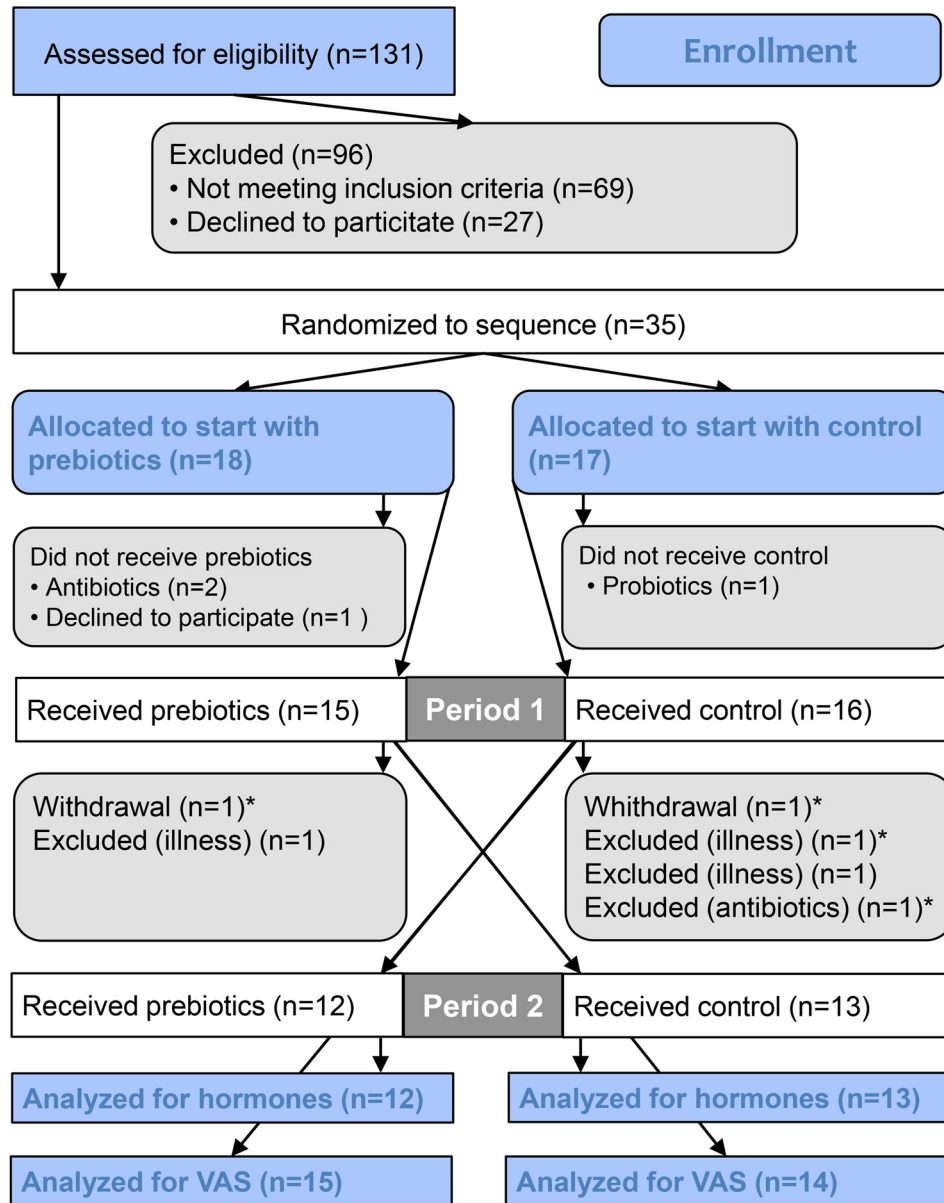 Assessed for eligibility (n=131)
Enrollment
Excluded (n=96)
• Not meeting inclusion criteria (n=69)
• Declined to particitate (n=27)
Randomized to sequence (n=35)
Allocated to start with
prebiotics (n=18)
Allocated to start with control
(n=17)
Did not receive prebiotics
• Antibiotics (n=2)
• Declined to participate (n=1 )
Did not receive control
• Probiotics (n=1)
Received prebiotics (n=15)
Period 1
Received control (n=16)
Withdrawal (n=1)*
Excluded (illness) (n=1)
Whithdrawal (n=1)*
Excluded (illness) (n=1)*
Excluded (illness) (n=1)
Excluded (antibiotics) (n=1)*
Received prebiotics (n=12)
Period 2
Received control (n=13)
Analyzed for hormones (n=12)
Analyzed for hormones (n=13)
Analyzed for VAS (n=15)
Analyzed for VAS (n=14)